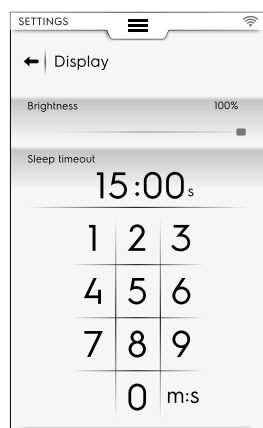 SETTINGS
Display
Brightness 100%
Sleep timeout
15:00s
1 2 3
4 5 6
7 8 9
0 m:s